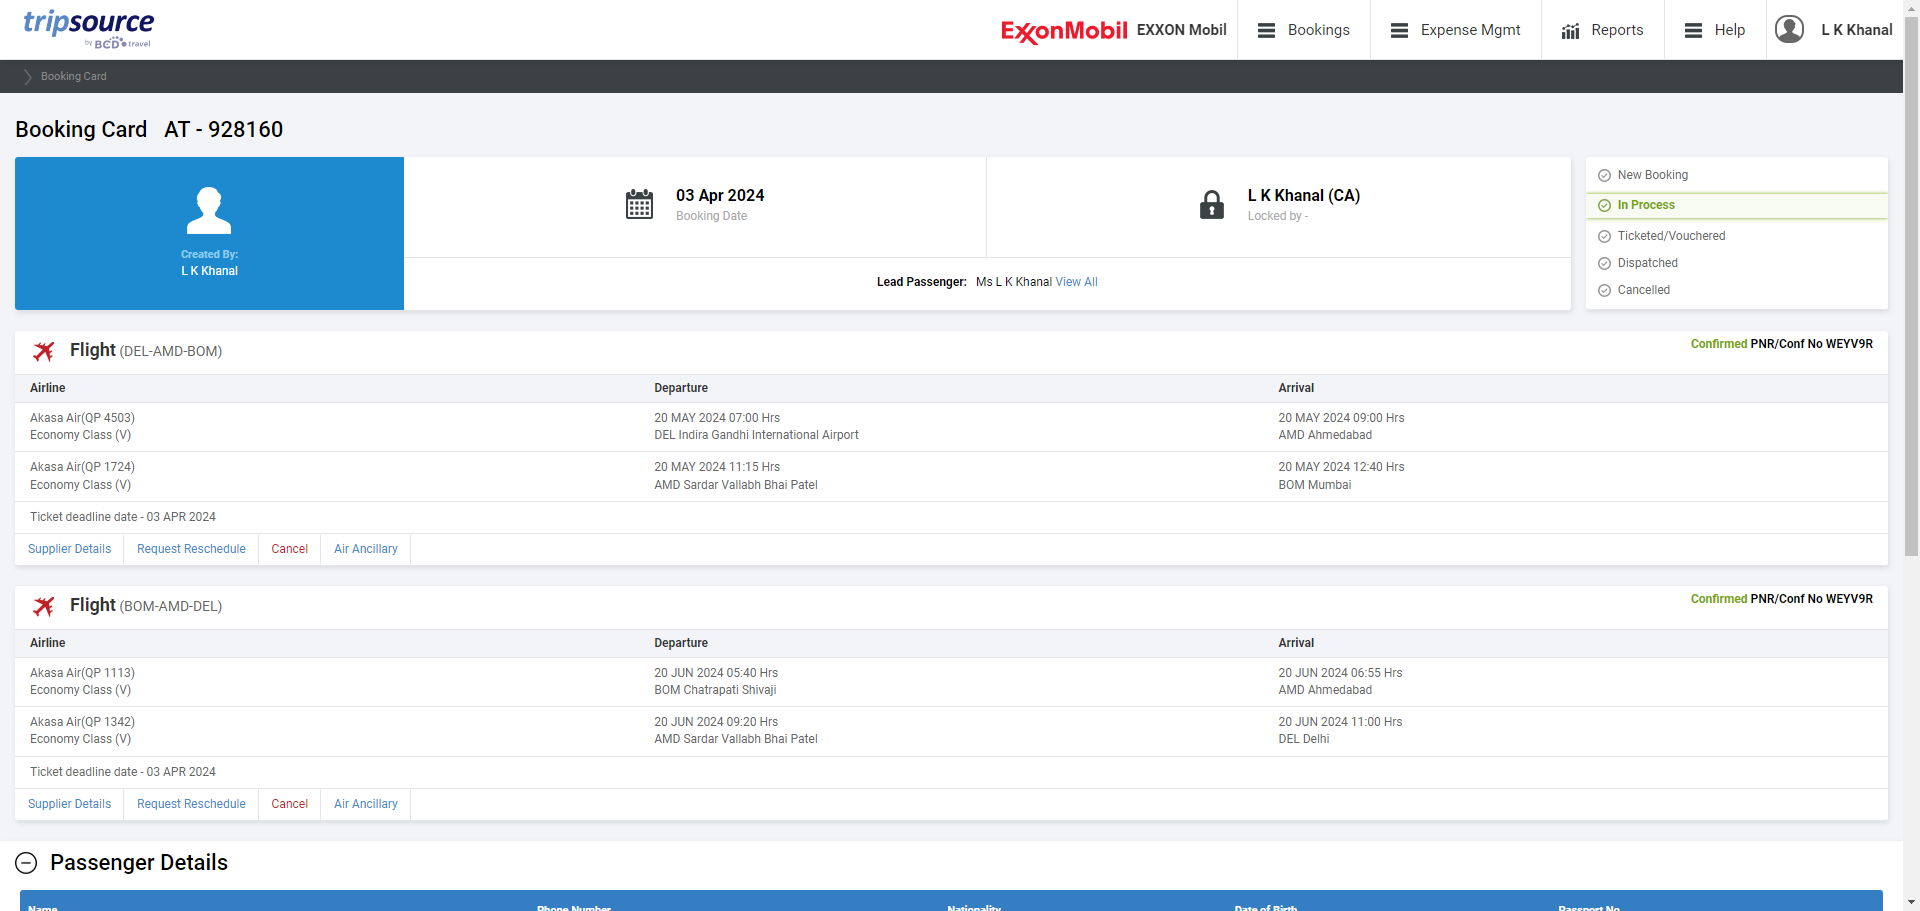 tripsource
by BCD travel
ExxonMobil EXXON Mobil
Bookings
Expense Mgmt
Reports
Help
L K Khanal
Booking Card
Booking Card AT - 928160
Created By:
L K Khanal
03 Apr 2024
Booking Date
L K Khanal (CA)
Locked by -
Lead Passenger: Ms L K Khanal View All
New Booking
In Process
Ticketed/Vouchered
Dispatched
Cancelled
Flight (DEL-AMD-BOM)
Confirmed PNR/Conf No WEYV9R
Airline Departure Arrival
Akasa Air(QP 4503) 20 MAY 2024 07:00 Hrs 20 MAY 2024 09:00 Hrs
Economy Class (V) DEL Indira Gandhi International Airport AMD Ahmedabad
Akasa Air(QP 1724) 20 MAY 2024 11:15 Hrs 20 MAY 2024 12:40 Hrs
Economy Class (V) AMD Sardar Vallabh Bhai Patel BOM Mumbai
Ticket deadline date - 03 APR 2024
Supplier Details Request Reschedule Cancel Air Ancillary
Flight (BOM-AMD-DEL)
Confirmed PNR/Conf No WEYV9R
Airline Departure Arrival
Akasa Air(QP 1113) 20 JUN 2024 05:40 Hrs 20 JUN 2024 06:55 Hrs
Economy Class (V) BOM Chatrapati Shivaji AMD Ahmedabad
Akasa Air(QP 1342) 20 JUN 2024 09:20 Hrs 20 JUN 2024 11:00 Hrs
Economy Class (V) AMD Sardar Vallabh Bhai Patel DEL Delhi
Ticket deadline date - 03 APR 2024
Supplier Details Request Reschedule Cancel Air Ancillary
Passenger Details
Name Phone Number Nationality Date of Birth Passport No